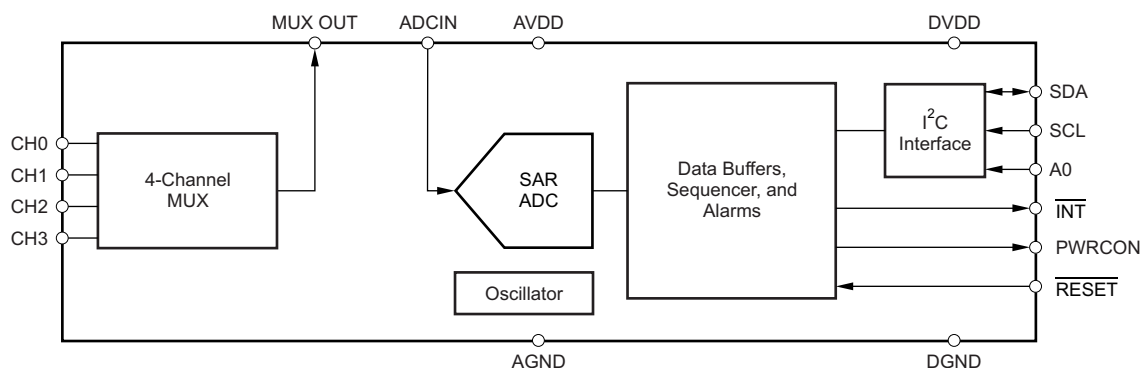 MUX OUT
ADCIN
AVDD
DVDD
CH0
CH1
CH2
CH3
4-Channel
MUX
SAR
ADC
Oscillator
Data Buffers,
Sequencer, and
Alarms
I²C
Interface
SDA
SCL
A0
INT
PWRCON
RESET
AGND
DGND